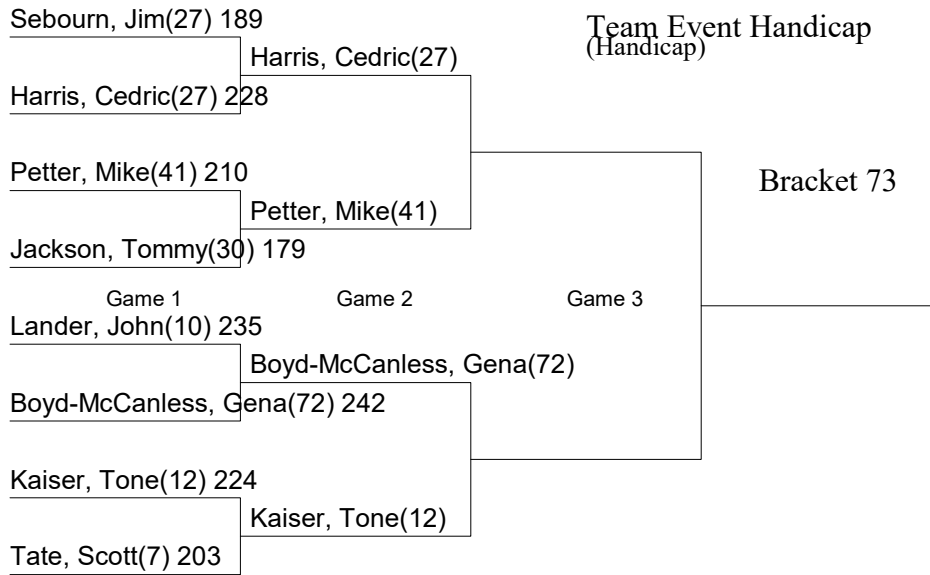 Sebourn, Jim(27) 189
Team Event Handicap
(Handicap)
Harris, Cedric(27)
Harris, Cedric(27) 228
Petter, Mike(41) 210
Bracket 73
Petter, Mike(41)
Jackson, Tommy(30) 179
Game 1
Game 2
Game 3
Lander, John(10) 235
Boyd-McCanless, Gena(72)
Boyd-McCanless, Gena(72) 242
Kaiser, Tone(12) 224
Kaiser, Tone(12)
Tate, Scott(7) 203